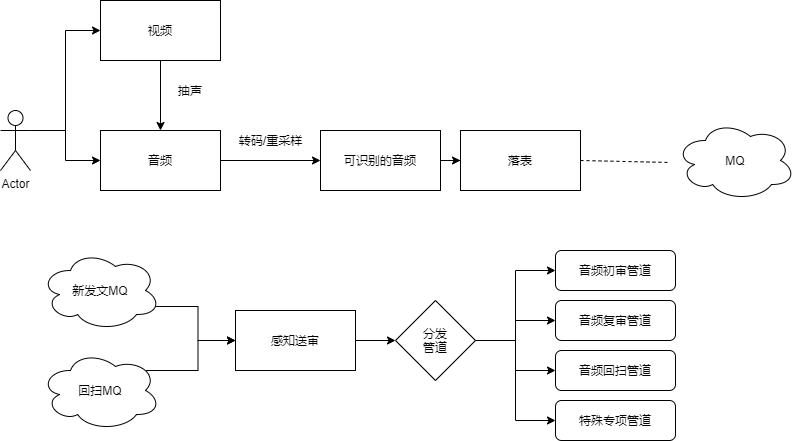 视频
抽声
Actor
音频
转码/重采样
可识别的音频
落表
MQ
新发文MQ
回扫MQ
感知送审
分发
管道
音频初审管道
音频复审管道
音频回扫管道
特殊专项管道